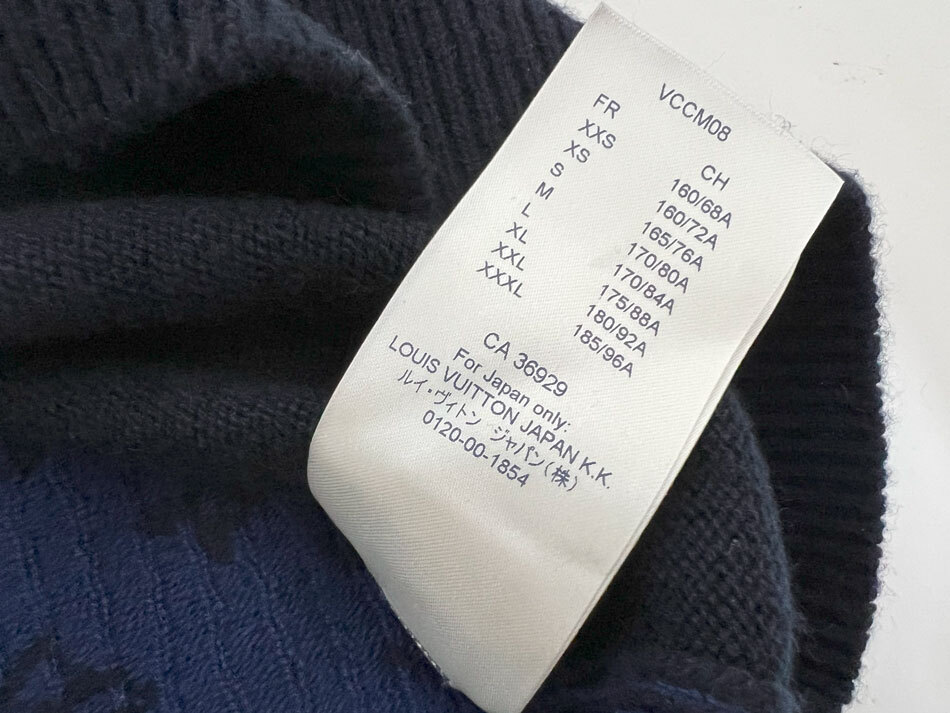 VCCM08
FR CH
XXS 160/68A
XS 160/72A
S 165/76A
M 170/80A
L 170/84A
XL 175/88A
XXL 180/92A
XXXL 185/96A
CA 36929
For Japan only:
LOUIS VUITTON JAPAN K.K.
ルイ・ヴィトン ジャパン(株)
0120-00-1854